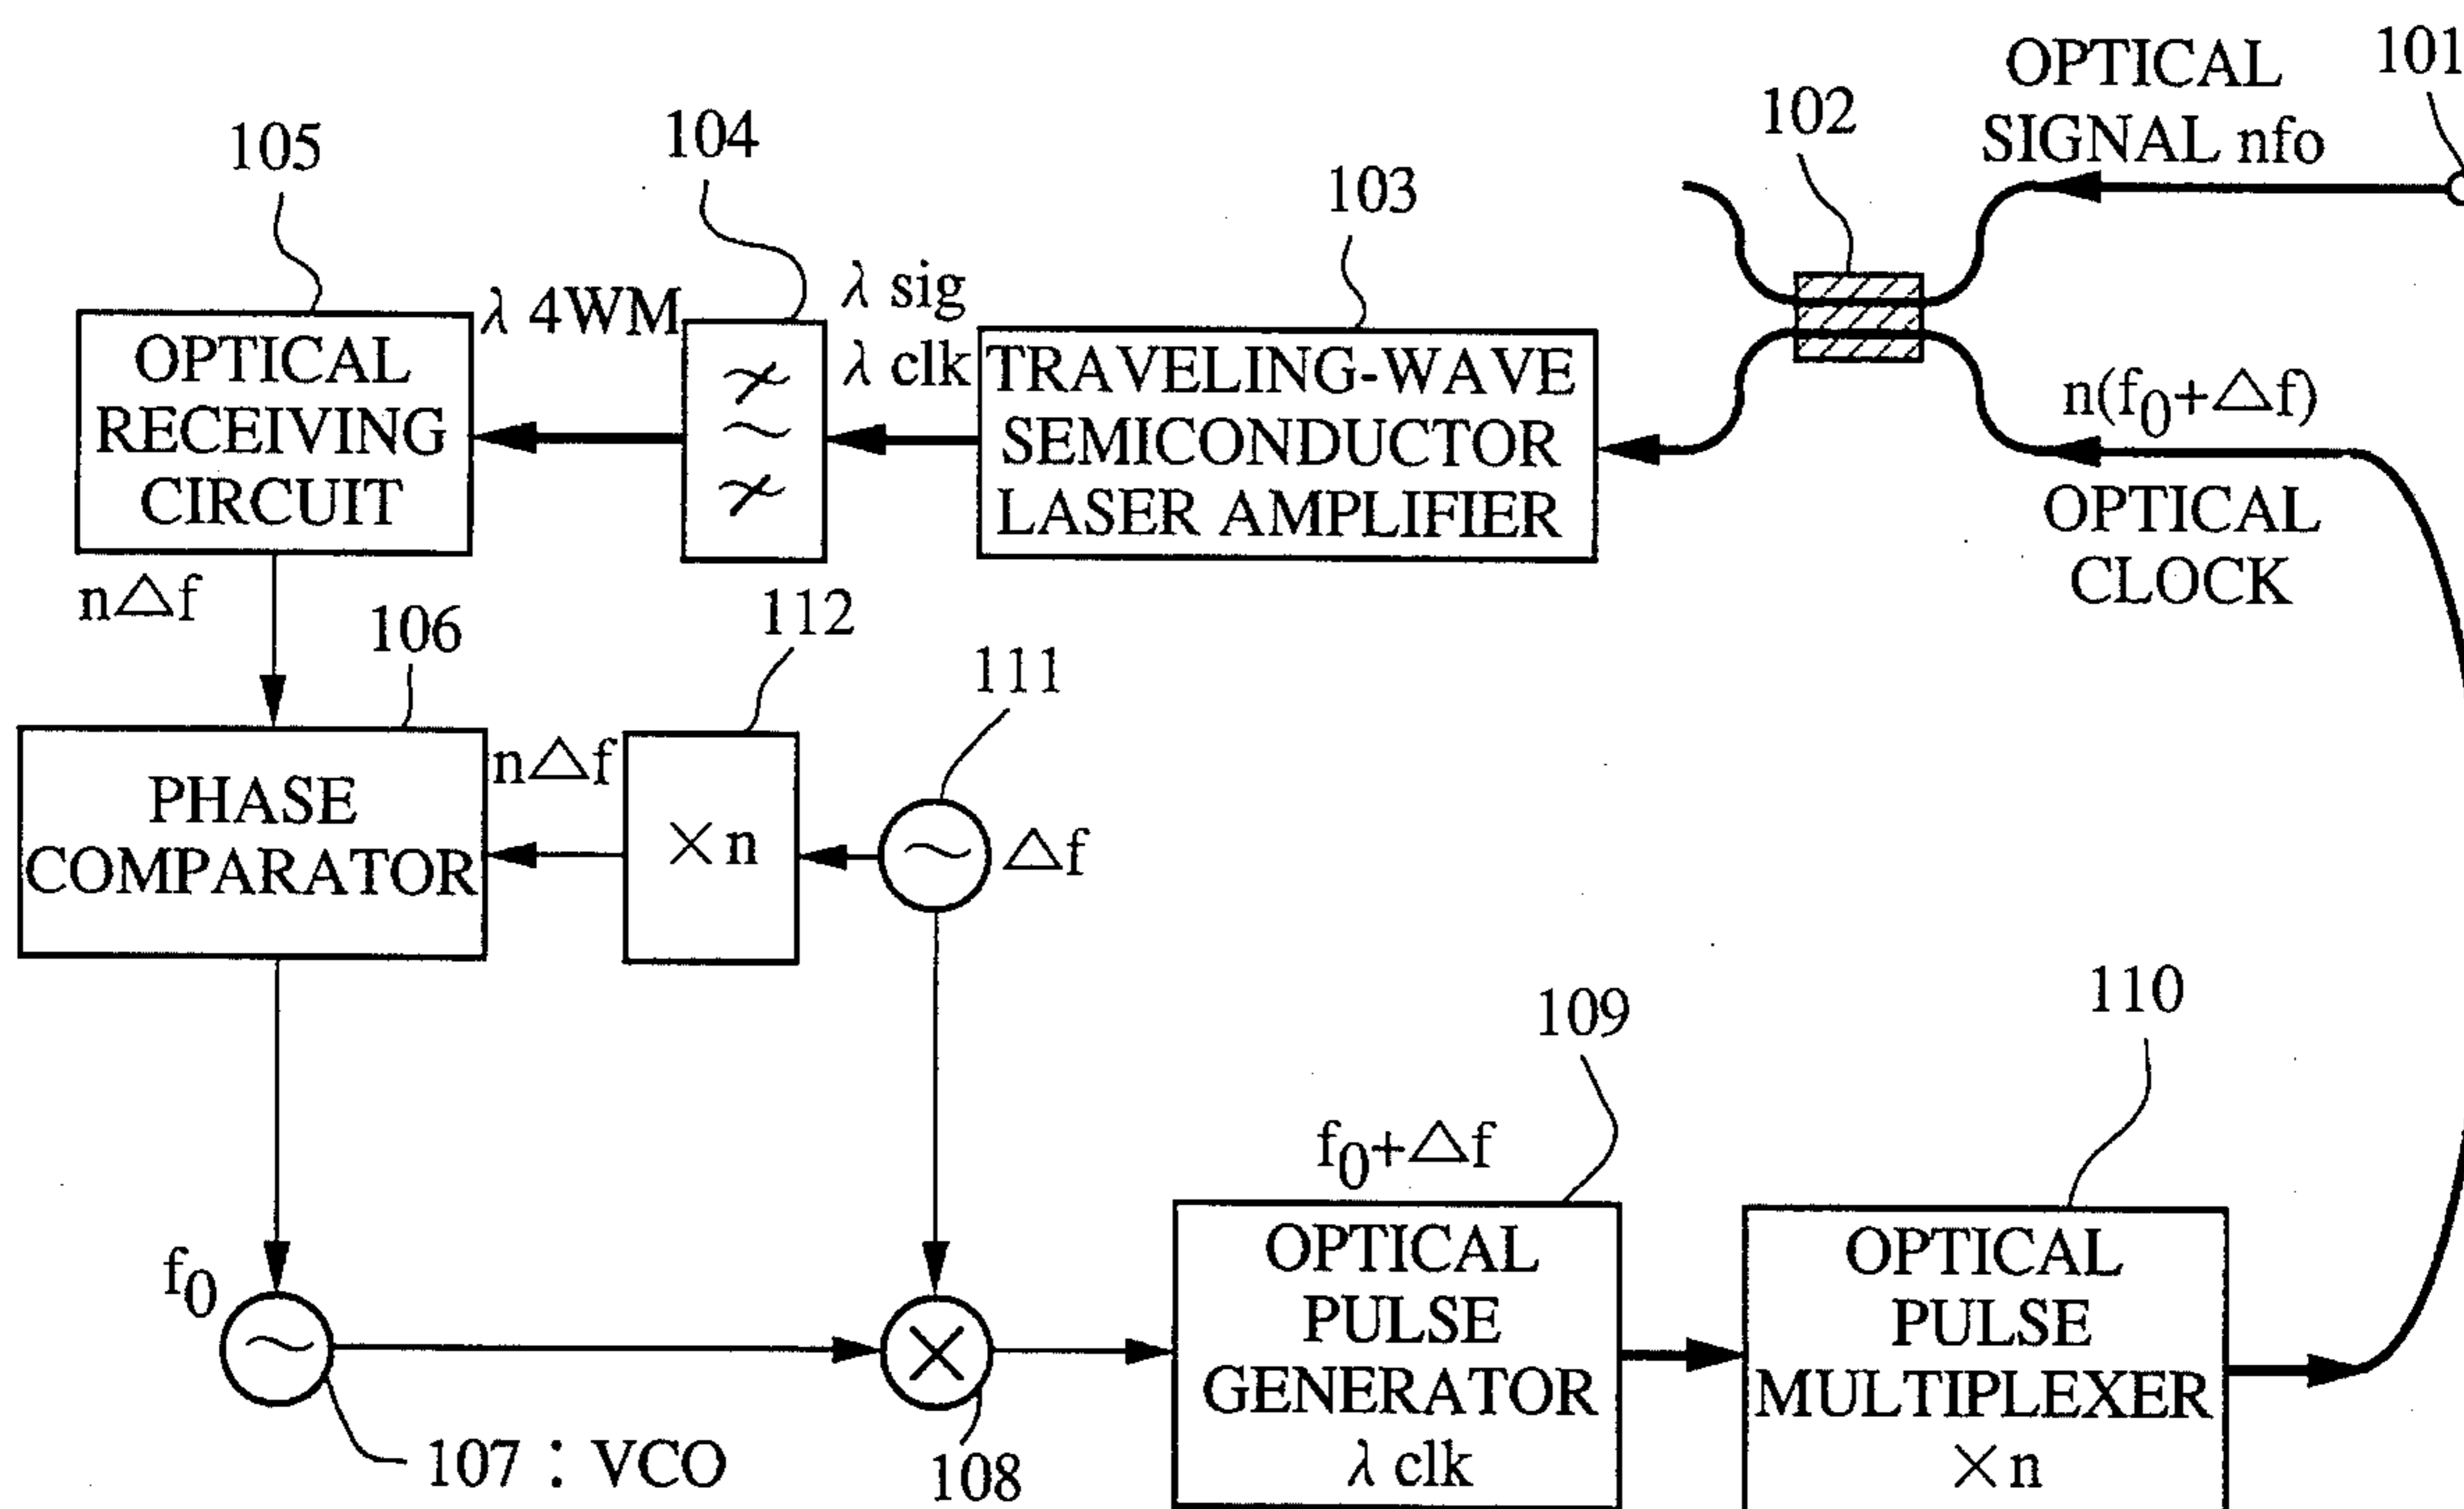 OPTICAL
SIGNAL nfo
101
102
103
104
105
λ 4WM
λ sig
λ clk
OPTICAL
RECEIVING
CIRCUIT
TRAVELING-WAVE
SEMICONDUCTOR
LASER AMPLIFIER
n(f0+△f)
OPTICAL
CLOCK
n△f
106
112
111
PHASE
COMPARATOR
n△f
×n
△f
109
110
f0+△f
f0
OPTICAL
PULSE
GENERATOR
λ clk
OPTICAL
PULSE
MULTIPLEXER
×n
107 : VCO
108